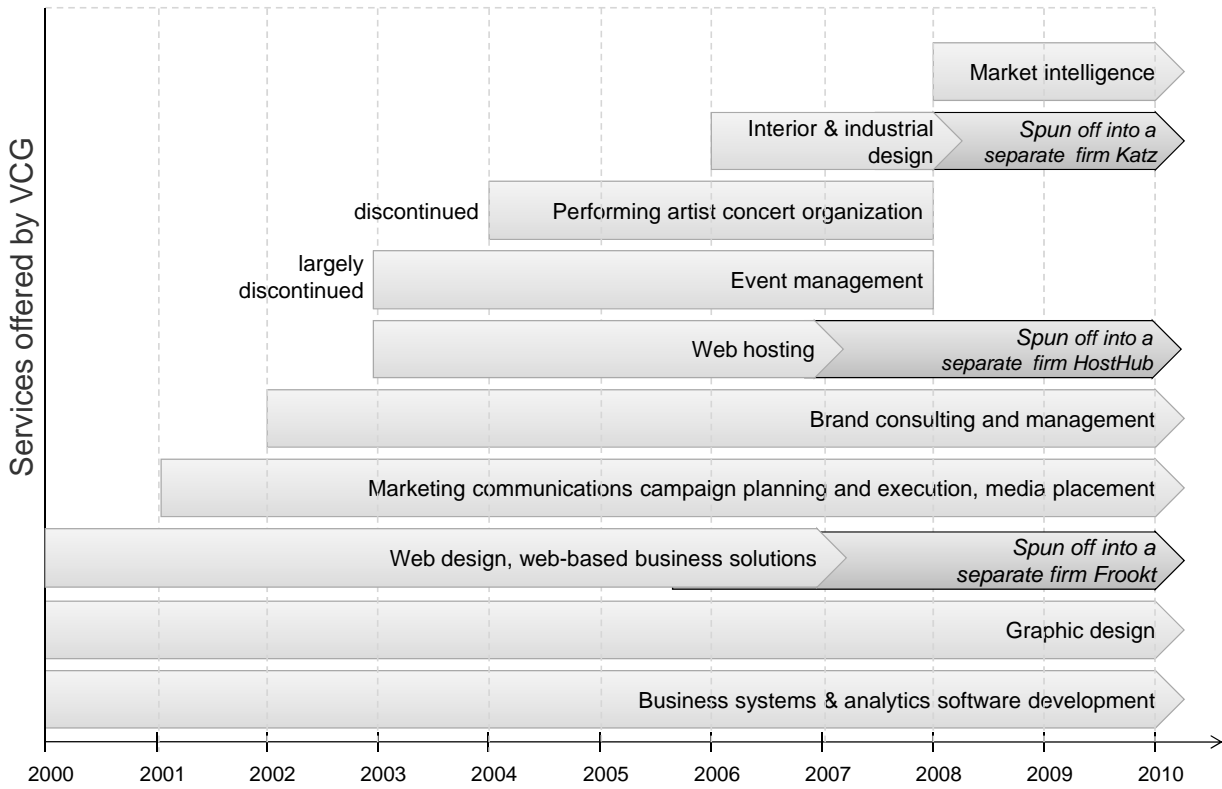 Services offered by VCG
Market intelligence
Interior & industrial
design
Spun off into a
separate firm Katz
discontinued
Performing artist concert organization
largely
discontinued
Event management
Web hosting
Spun off into a
separate firm HostHub
Brand consulting and management
Marketing communications campaign planning and execution, media placement
Web design, web-based business solutions
Spun off into a
separate firm Frookt
Graphic design
Business systems & analytics software development
2000 2001 2002 2003 2004 2005 2006 2007 2008 2009 2010